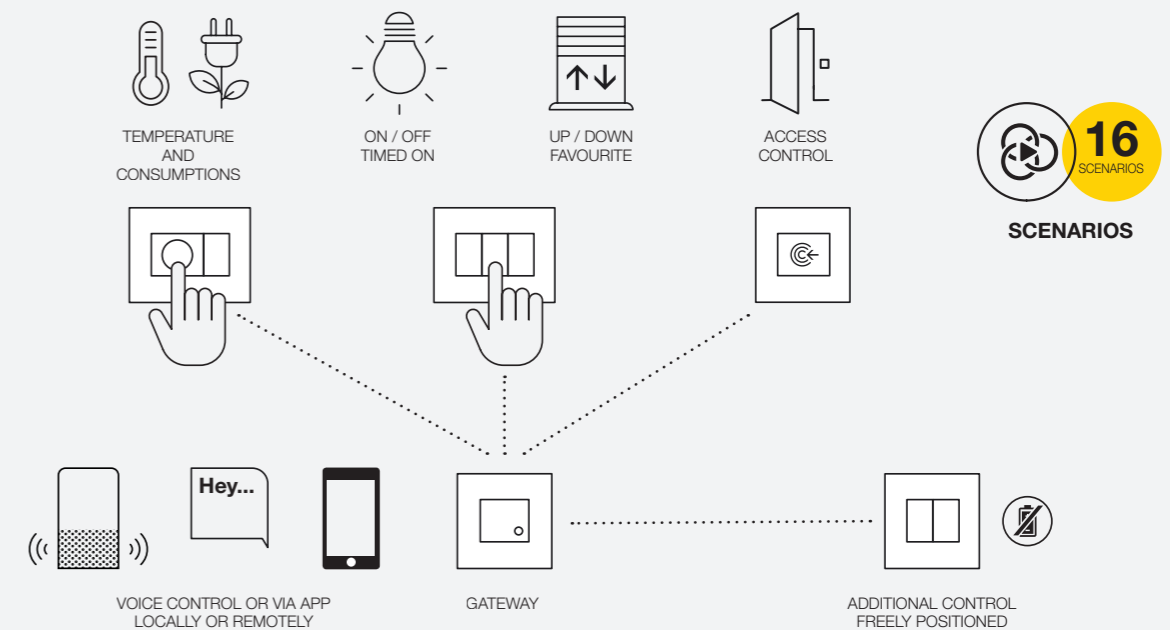 TEMPERATURE
AND
CONSUMPTIONS
ON / OFF
TIMED ON
UP / DOWN
FAVOURITE
ACCESS
CONTROL
16
SCENARIOS
SCENARIOS
Hey...
VOICE CONTROL OR VIA APP
LOCALLY OR REMOTELY
GATEWAY
ADDITIONAL CONTROL
FREELY POSITIONED